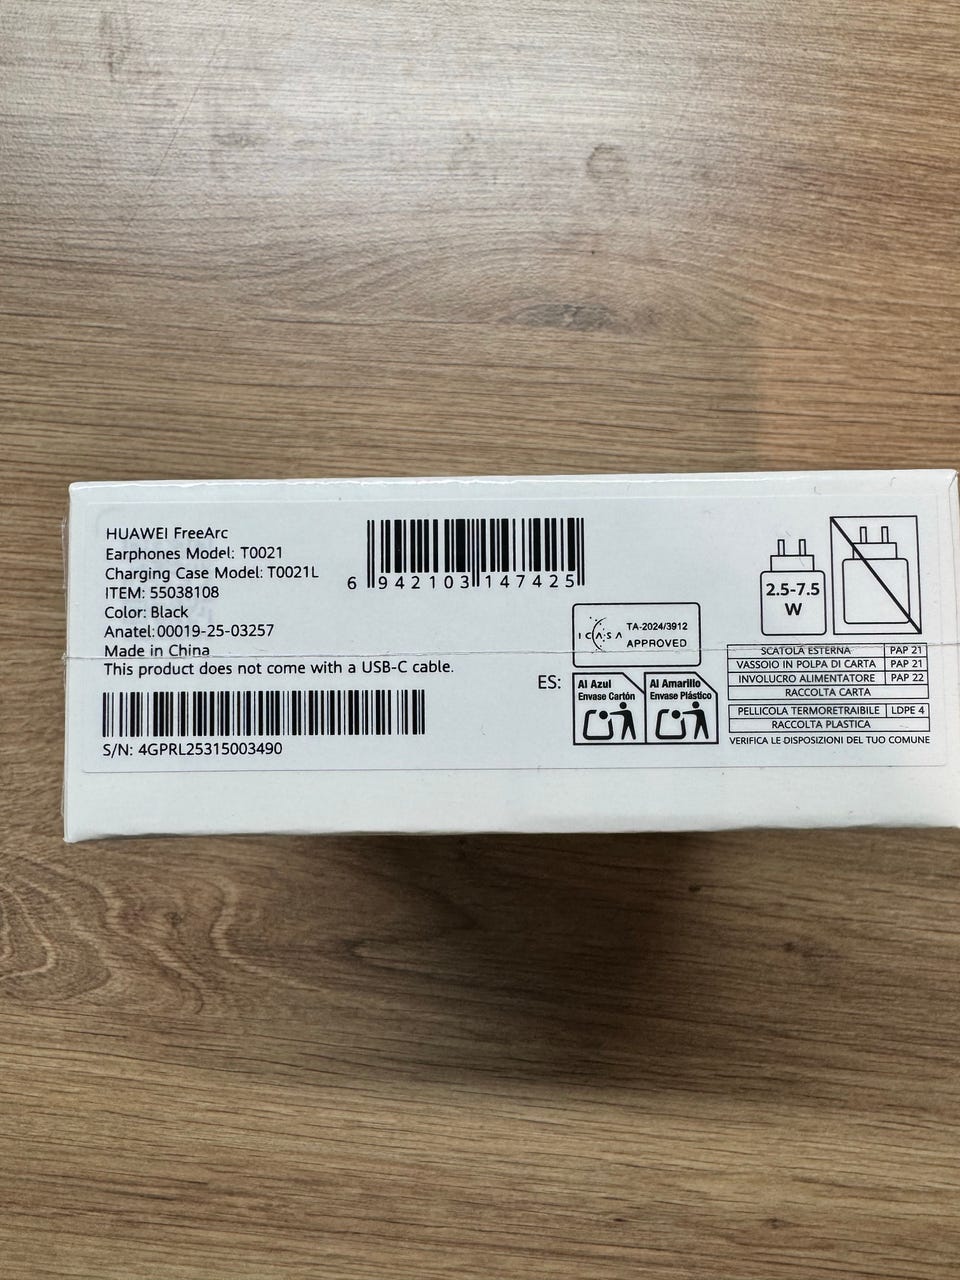 HUAWEI FreeArc
Earphones Model: T0021
Charging Case Model: T0021L
ITEM: 55038108
Color: Black
Anatel:00019-25-03257
Made in China
This product does not come with a USB-C cable.
S/N: 4GPRL25315003490
6 942103 147425
ICASA
TA-2024/3912
APPROVED
ES:
Al Azul
Envase Cartón
Al Amarillo
Envase Plástico
2.5-7.5
W
SCATOLA ESTERNA PAP 21
VASSOIO IN POLPA DI CARTA PAP 21
INVOLUCRO ALIMENTATORE PAP 22
RACCOLTA CARTA
PELLICOLA TERMORETRAIBILE LDPE 4
RACCOLTA PLASTICA
VERIFICA LE DISPOSIZIONI DEL TUO COMUNE